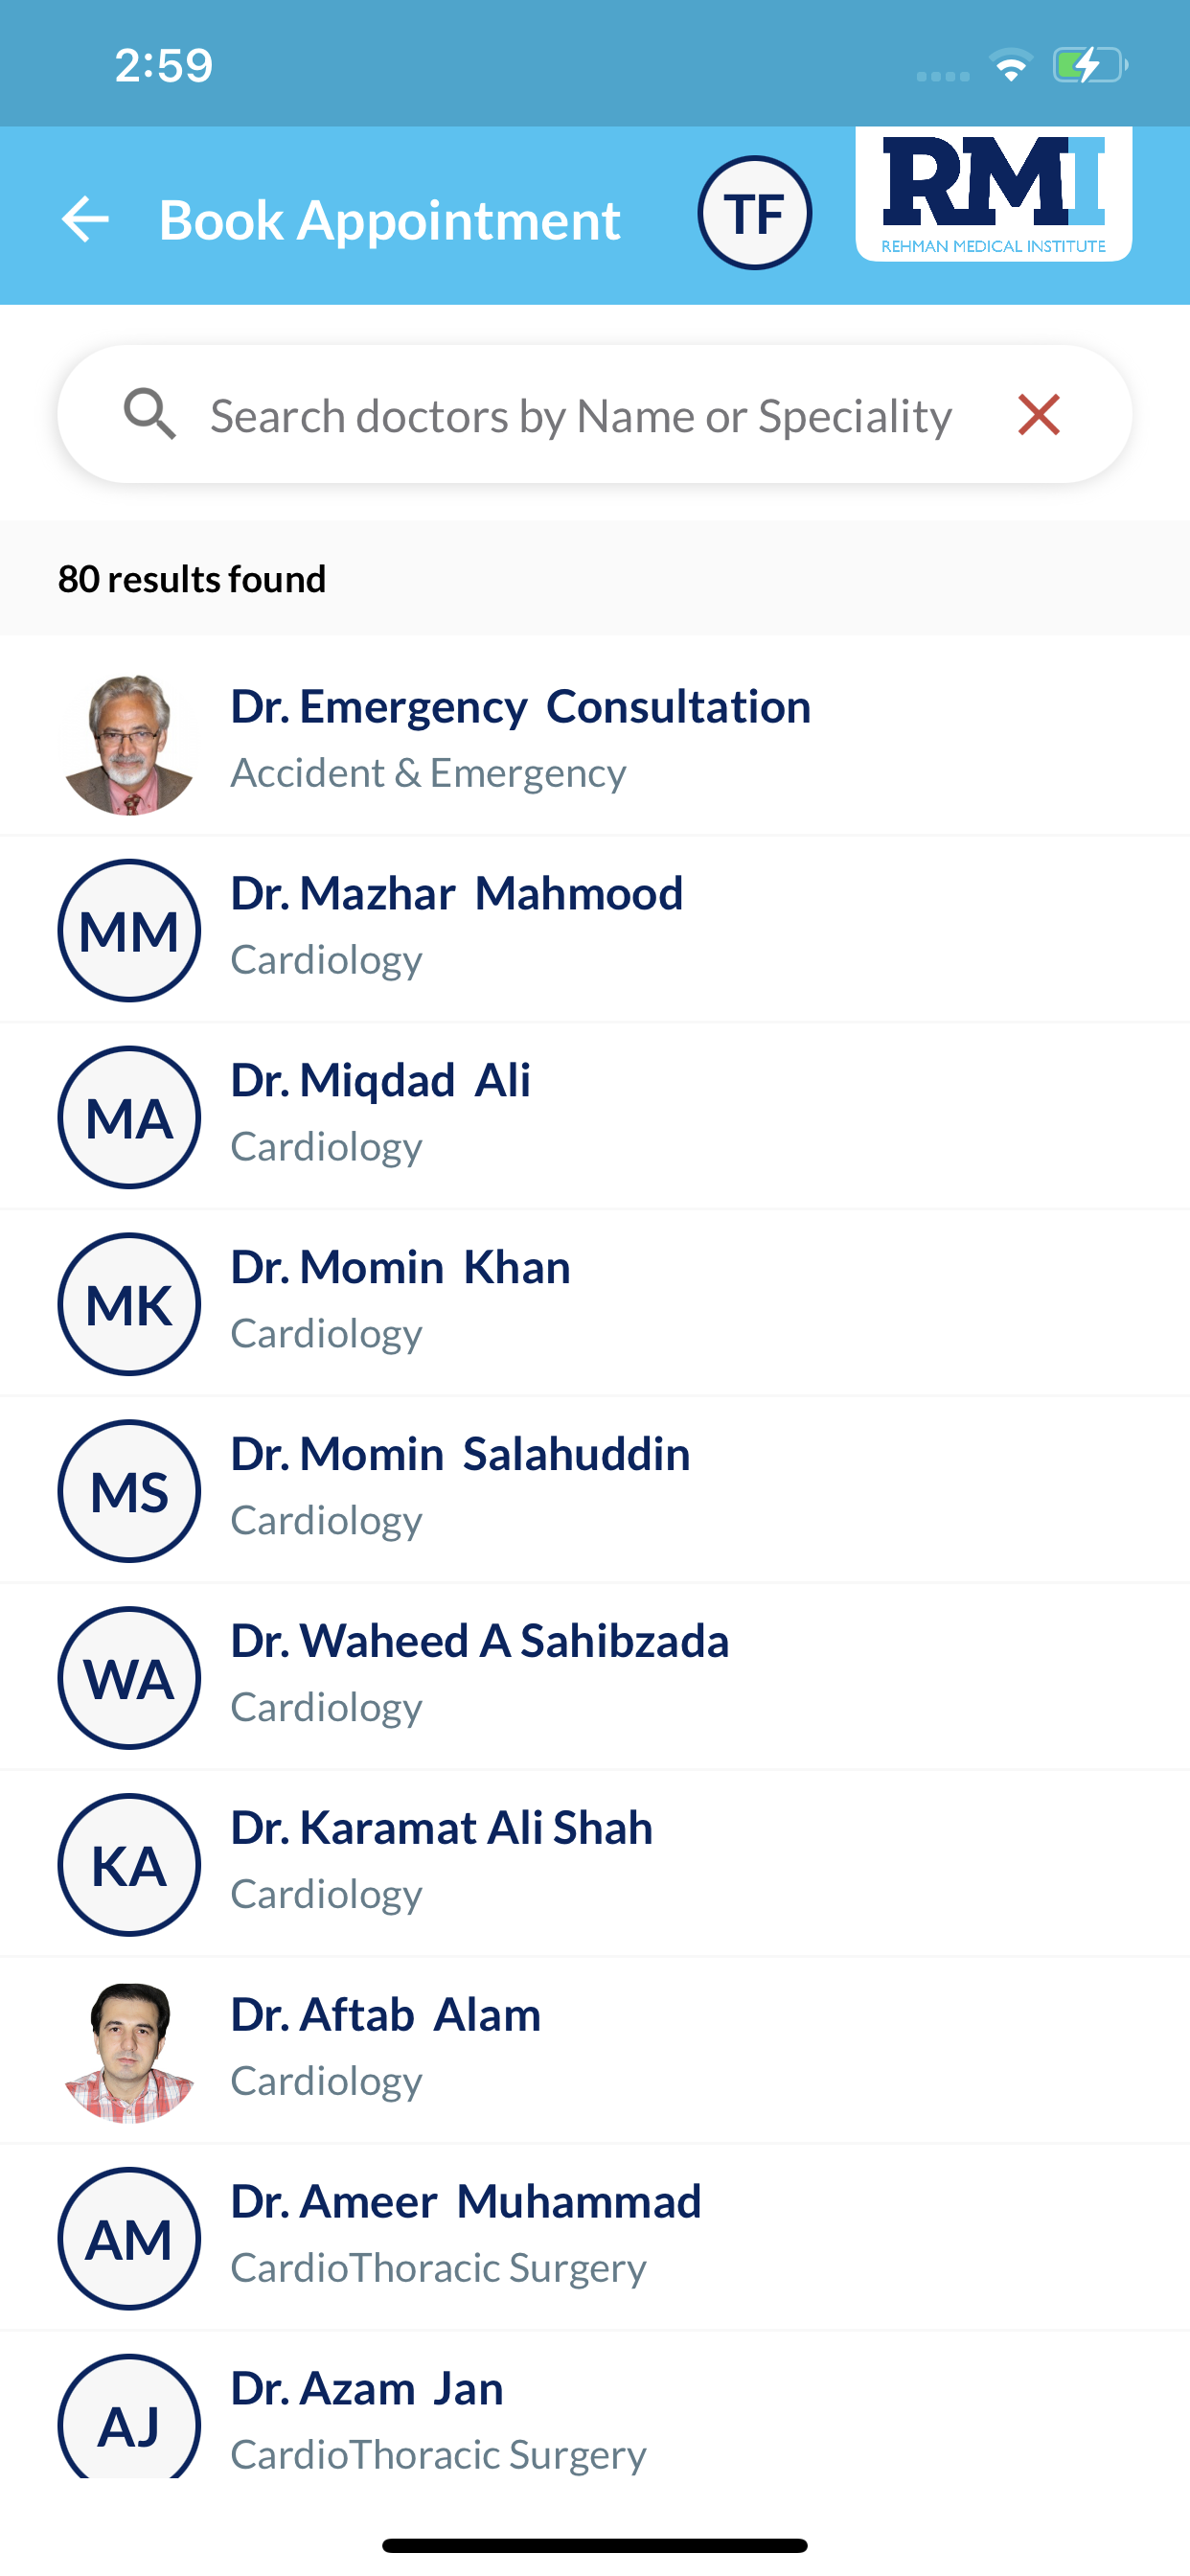 2:59
Book Appointment
TF
RMI
REHMAN MEDICAL INSTITUTE
Search doctors by Name or Speciality
80 results found
Dr. Emergency Consultation
Accident & Emergency
MM
Dr. Mazhar Mahmood
Cardiology
MA
Dr. Miqdad Ali
Cardiology
MK
Dr. Momin Khan
Cardiology
MS
Dr. Momin Salahuddin
Cardiology
WA
Dr. Waheed A Sahibzada
Cardiology
KA
Dr. Karamat Ali Shah
Cardiology
Dr. Aftab Alam
Cardiology
AM
Dr. Ameer Muhammad
CardioThoracic Surgery
AJ
Dr. Azam Jan
CardioThoracic Surgery